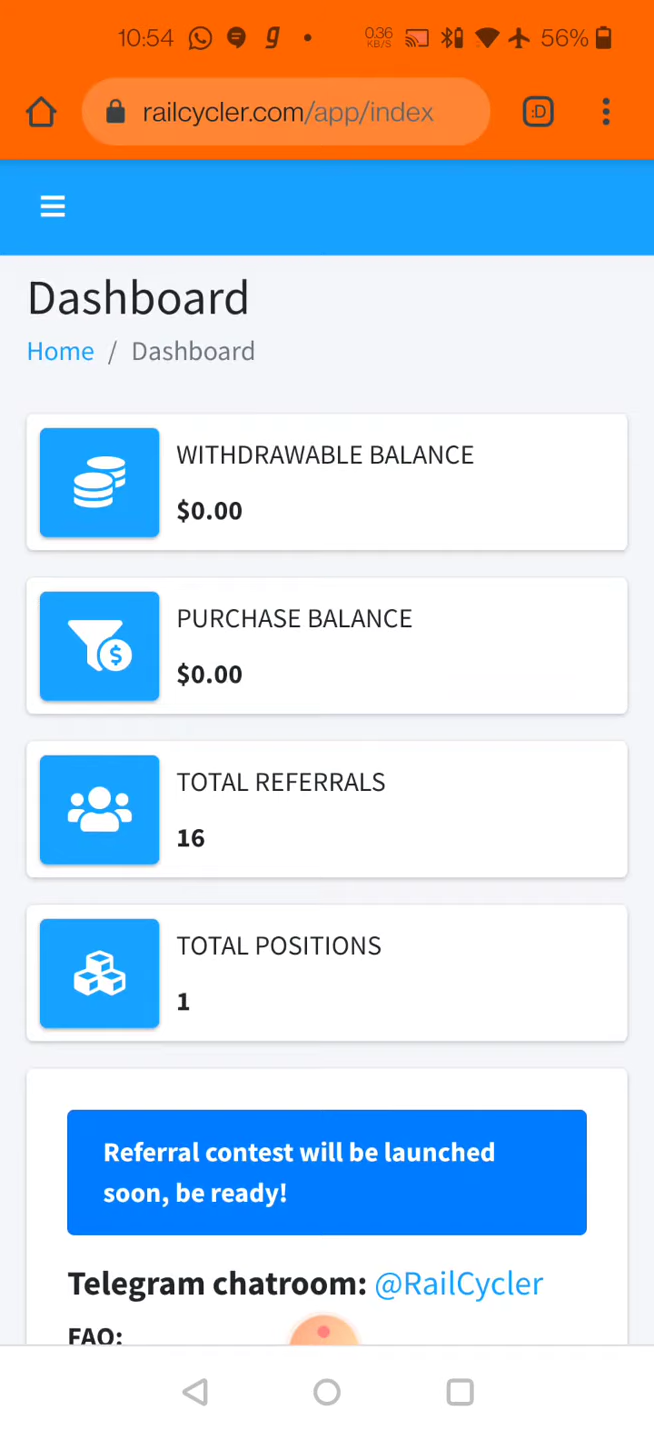 10:54 g • 0.36 KB/S 56%
railcycler.com/app/index :D
Dashboard
Home / Dashboard
WITHDRAWABLE BALANCE
$0.00
PURCHASE BALANCE
$0.00
TOTAL REFERRALS
16
TOTAL POSITIONS
1
Referral contest will be launched
soon, be ready!
Telegram chatroom: @RailCycler
FAQ: